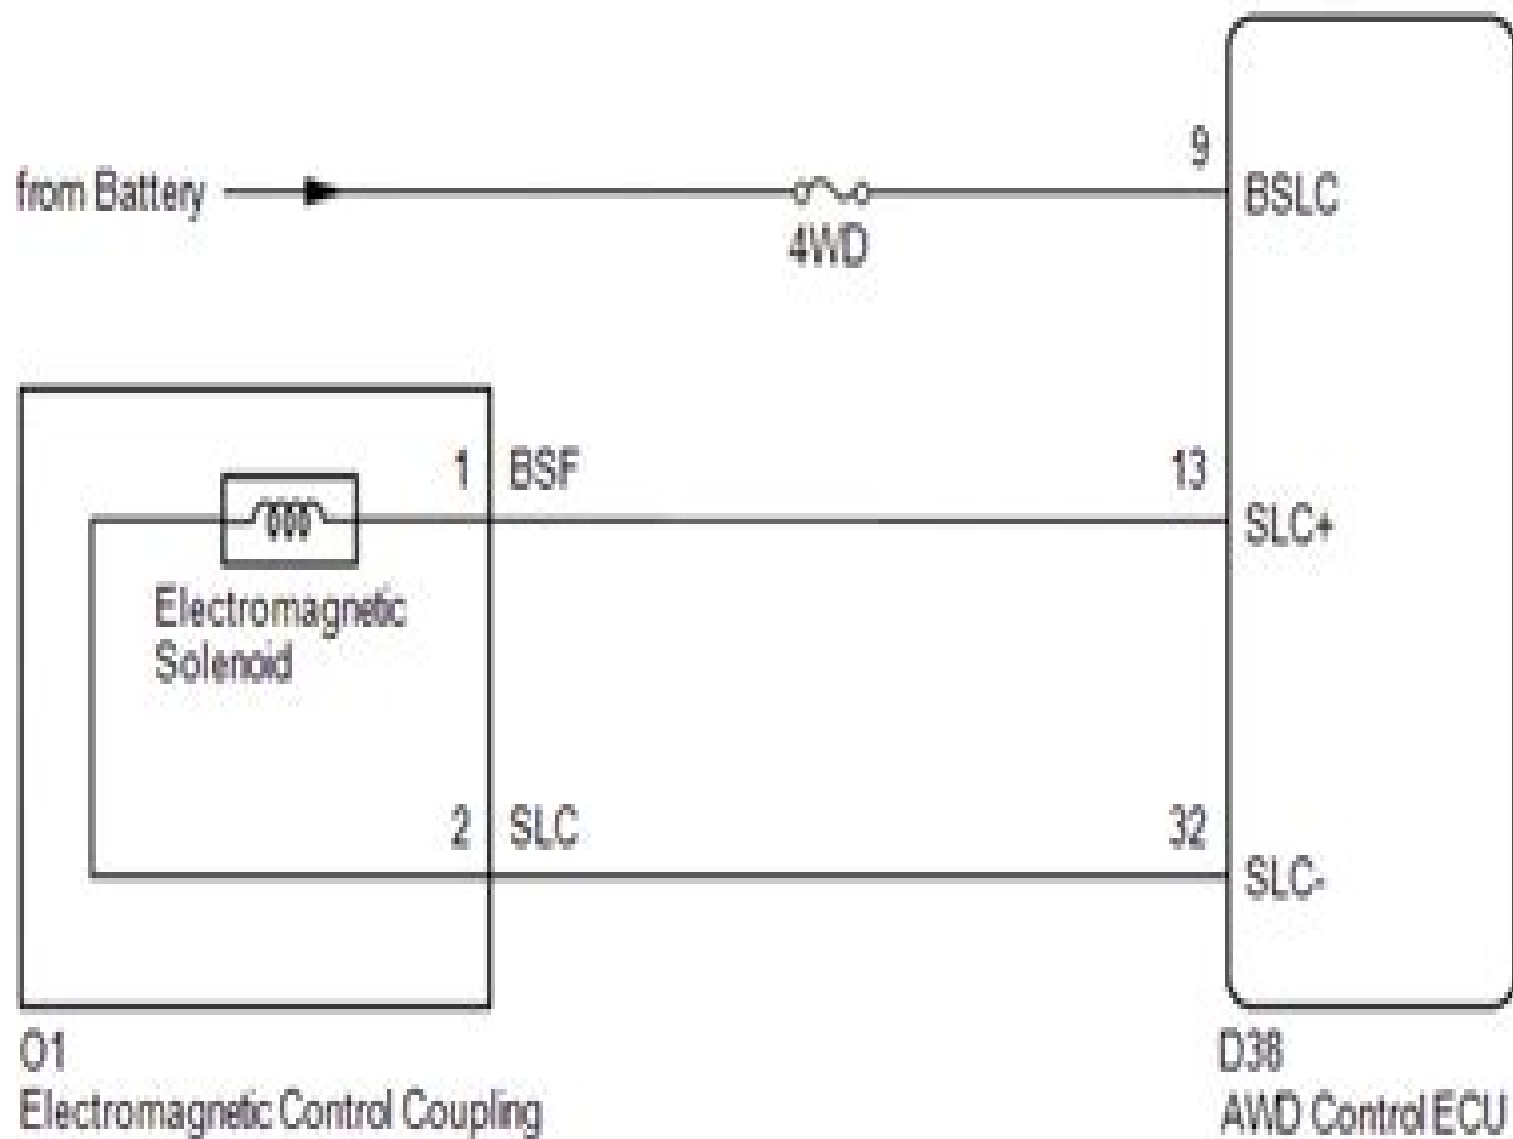 from Battery
4WD
9
BSLC
1
BSF
13
SLC+
Electromagnetic
Solenoid
2
SLC
32
SLC-
O1
Electromagnetic Control Coupling
D38
AWD Control ECU